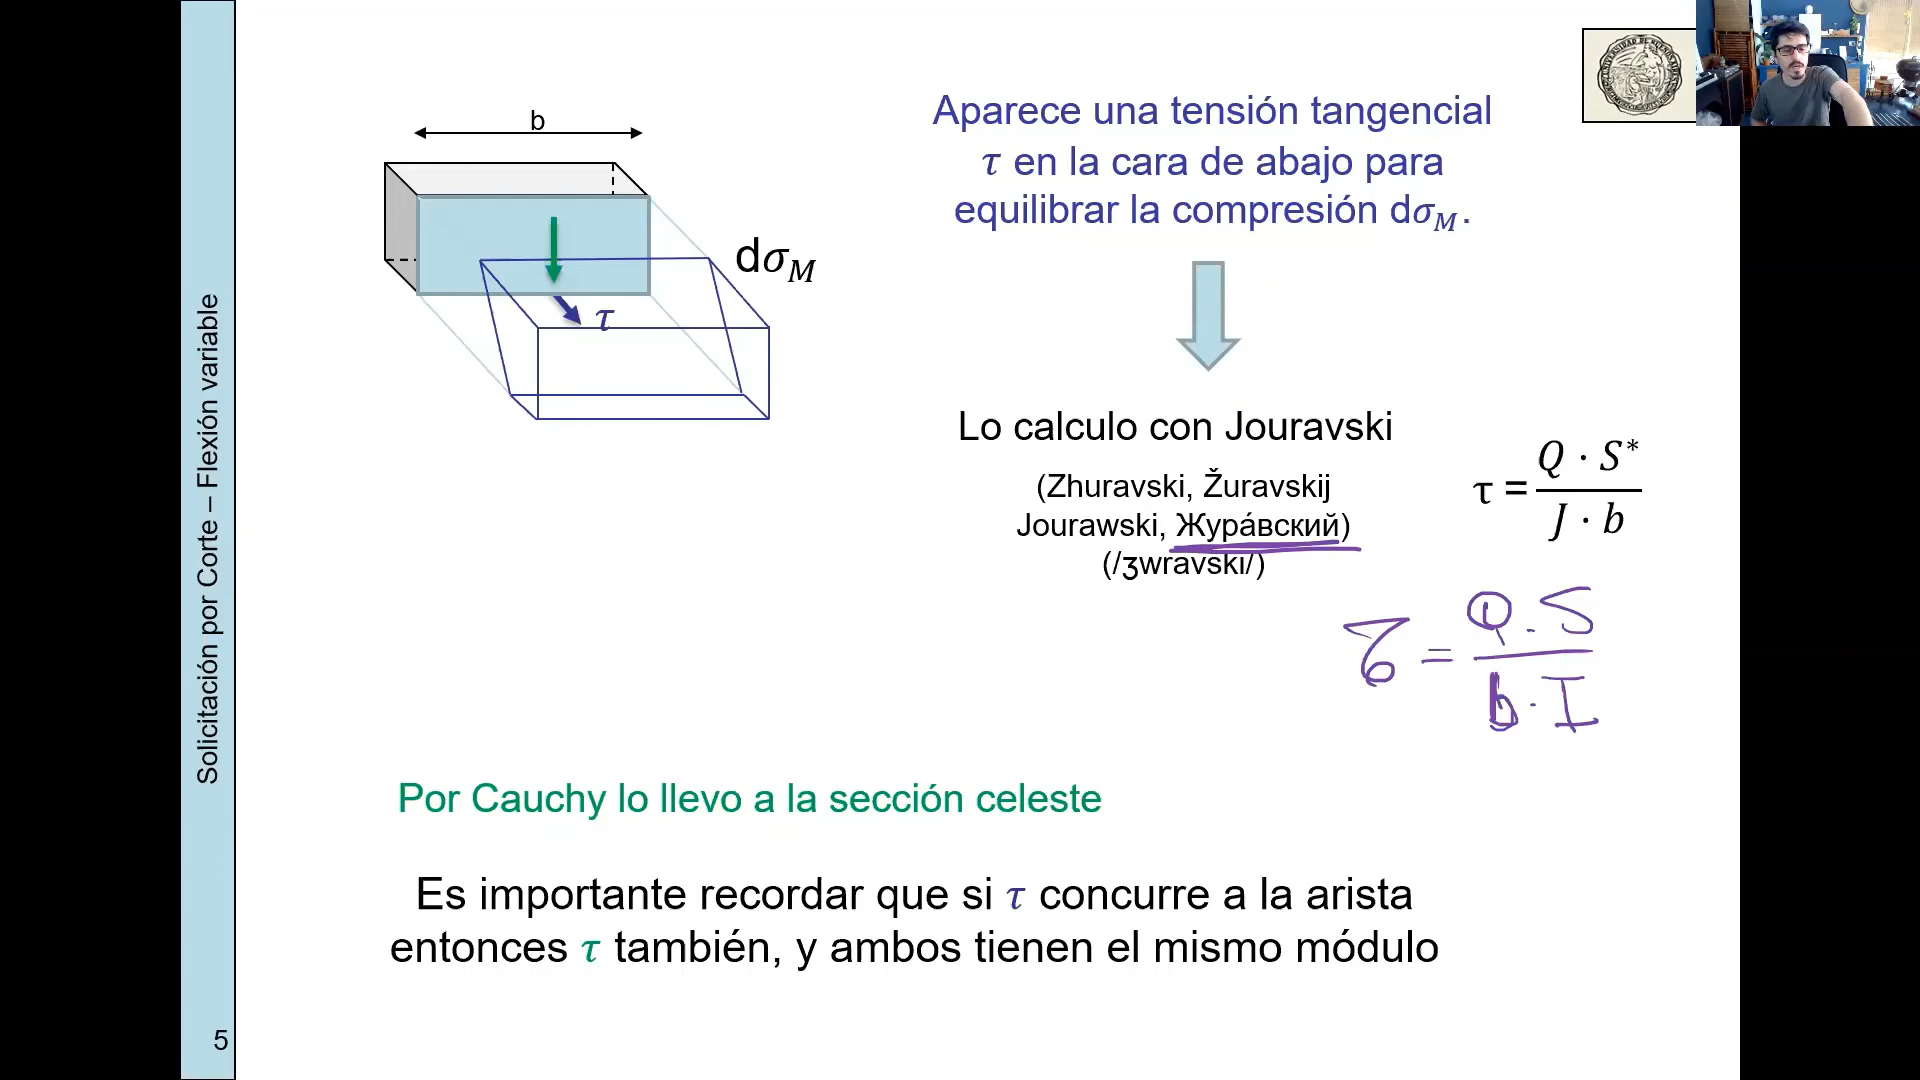 Solicitación por Corte – Flexión variable
5
b
dσ_M
τ
Aparece una tensión tangencial
τ en la cara de abajo para
equilibrar la compresión dσ_M.
Lo calculo con Jouravski
(Zhuravski, Žuravskij
Jourawski, Жура́вский)
(/ʒwravski/)
τ = Q · S* / J · b
τ = Q . S / b . I
Por Cauchy lo llevo a la sección celeste
Es importante recordar que si τ concurre a la arista
entonces τ también, y ambos tienen el mismo módulo